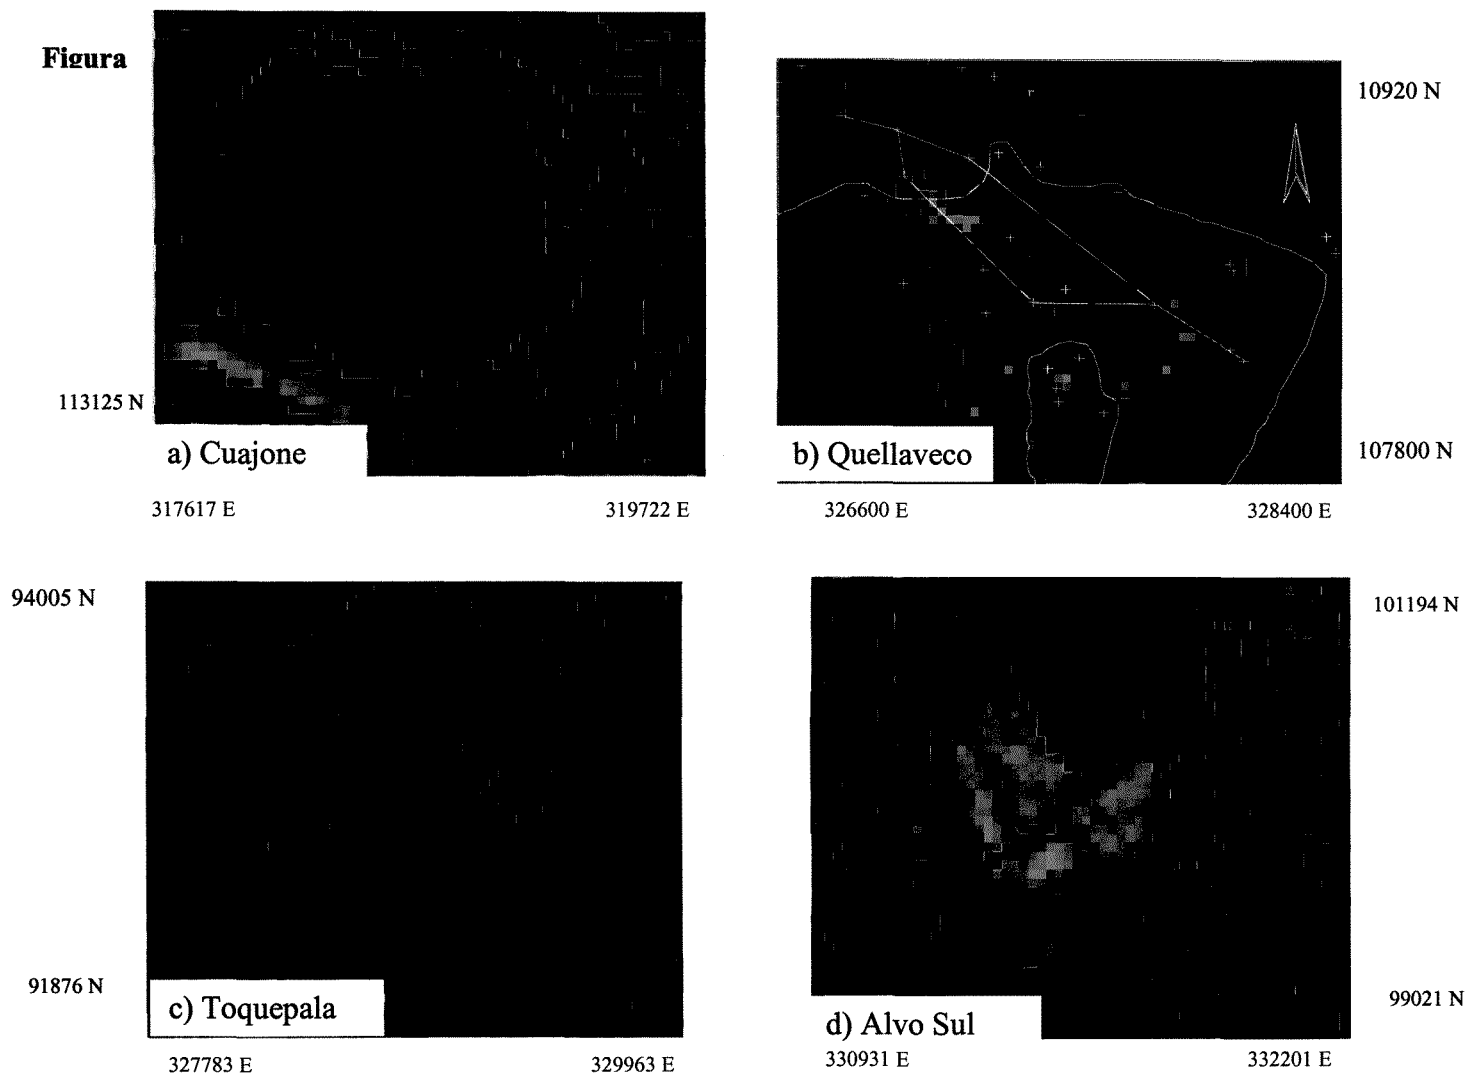 Figura
10920 N
113125 N
a) Cuajone
b) Quellaveco
107800 N
317617 E
319722 E
326600 E
328400 E
94005 N
101194 N
91876 N
c) Toquepala
99021 N
d) Alvo Sul
327783 E
329963 E
330931 E
332201 E